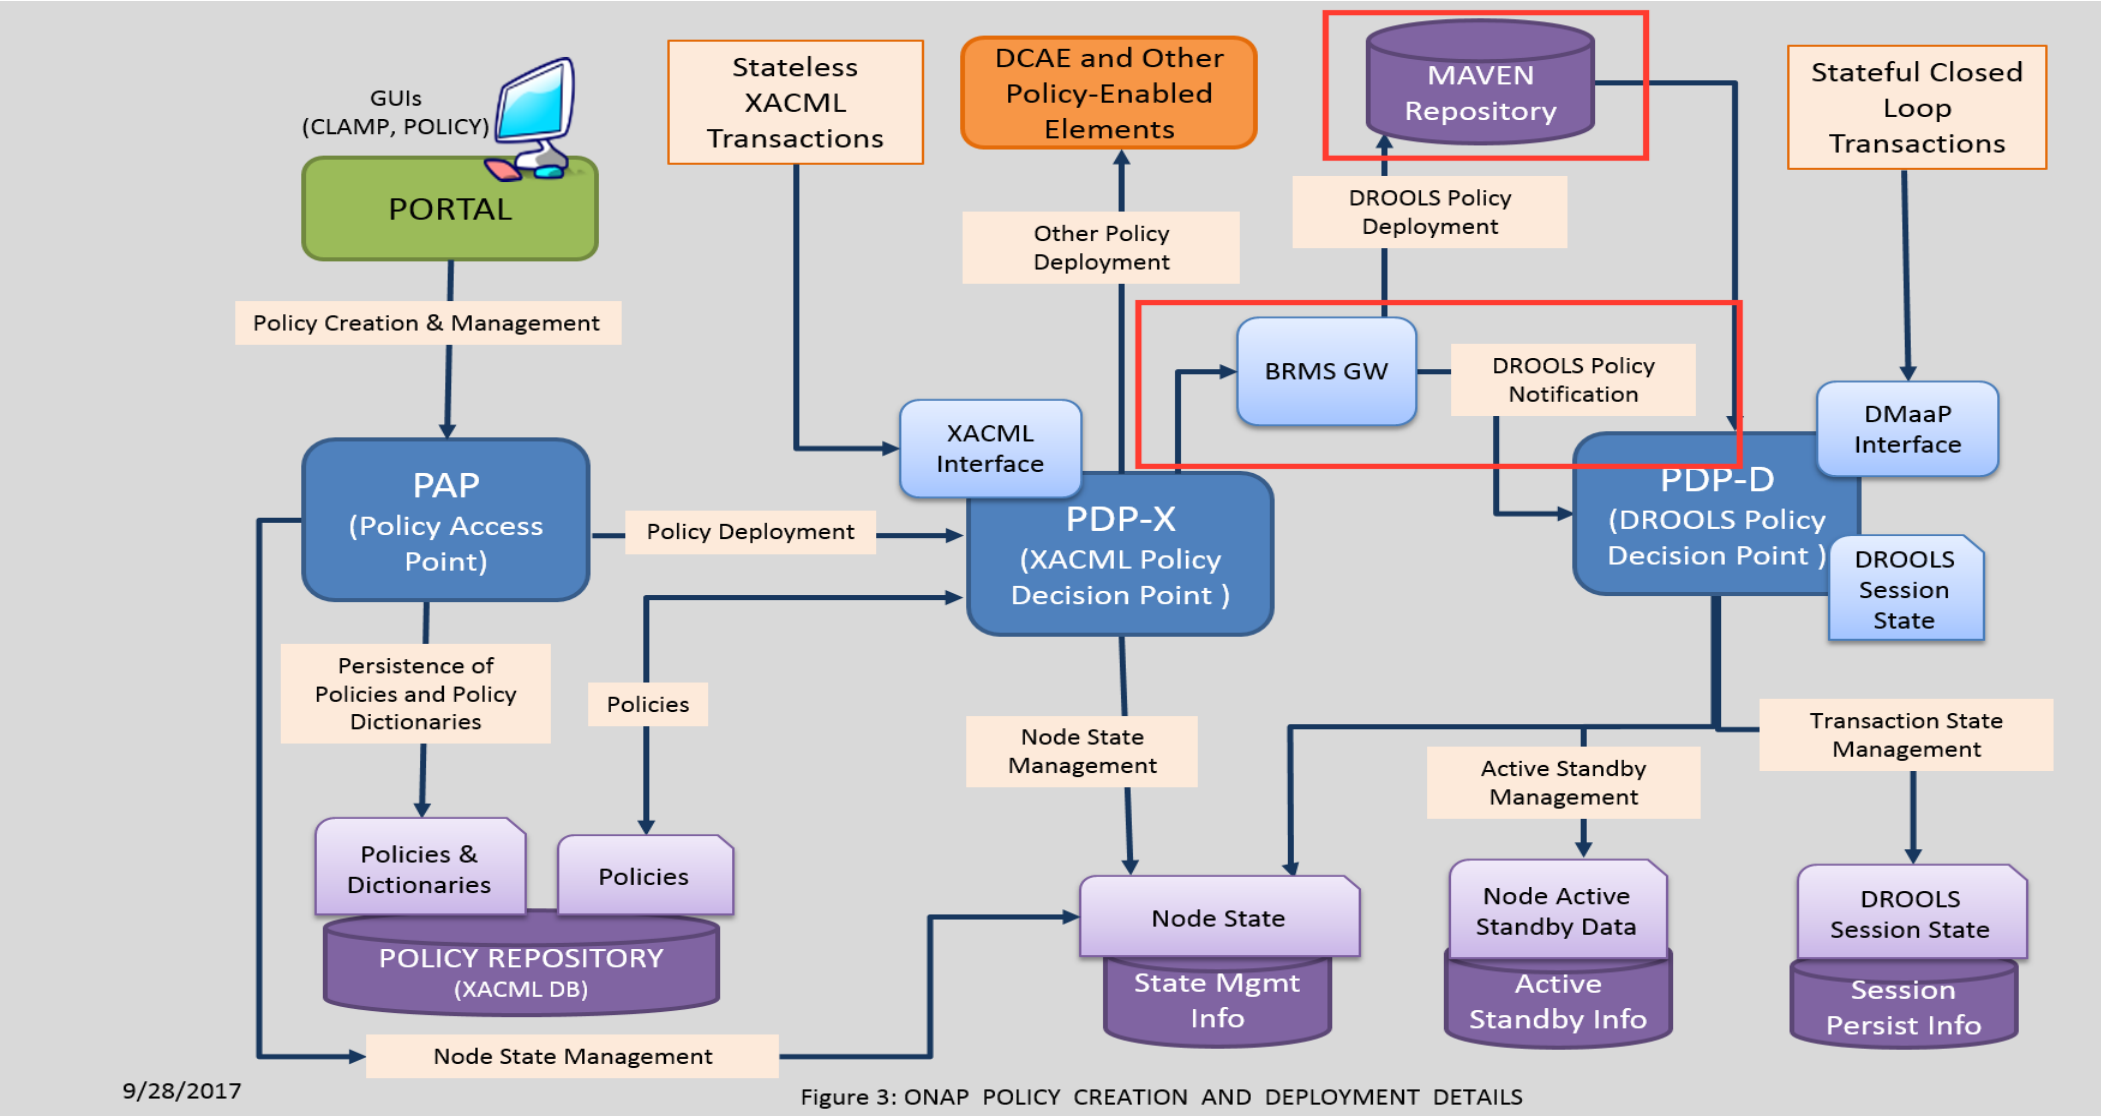 GUIs
(CLAMP, POLICY)
PORTAL
Stateless
XACML
Transactions
DCAE and Other
Policy-Enabled
Elements
MAVEN
Repository
Stateful Closed
Loop
Transactions
DROOLS Policy
Deployment
Other Policy
Deployment
Policy Creation & Management
BRMS GW
DROOLS Policy
Notification
XACML
Interface
DMaaP
Interface
PAP
(Policy Access
Point)
Policy Deployment
PDP-X
(XACML Policy
Decision Point )
PDP-D
(DROOLS Policy
Decision Point )
DROOLS
Session
State
Persistence of
Policies and Policy
Dictionaries
Policies
Node State
Management
Active Standby
Management
Transaction State
Management
Policies &
Dictionaries
Policies
POLICY REPOSITORY
(XACML DB)
Node State
State Mgmt
Info
Node Active
Standby Data
Active
Standby Info
DROOLS
Session State
Session
Persist Info
Node State Management
9/28/2017
Figure 3: ONAP POLICY CREATION AND DEPLOYMENT DETAILS